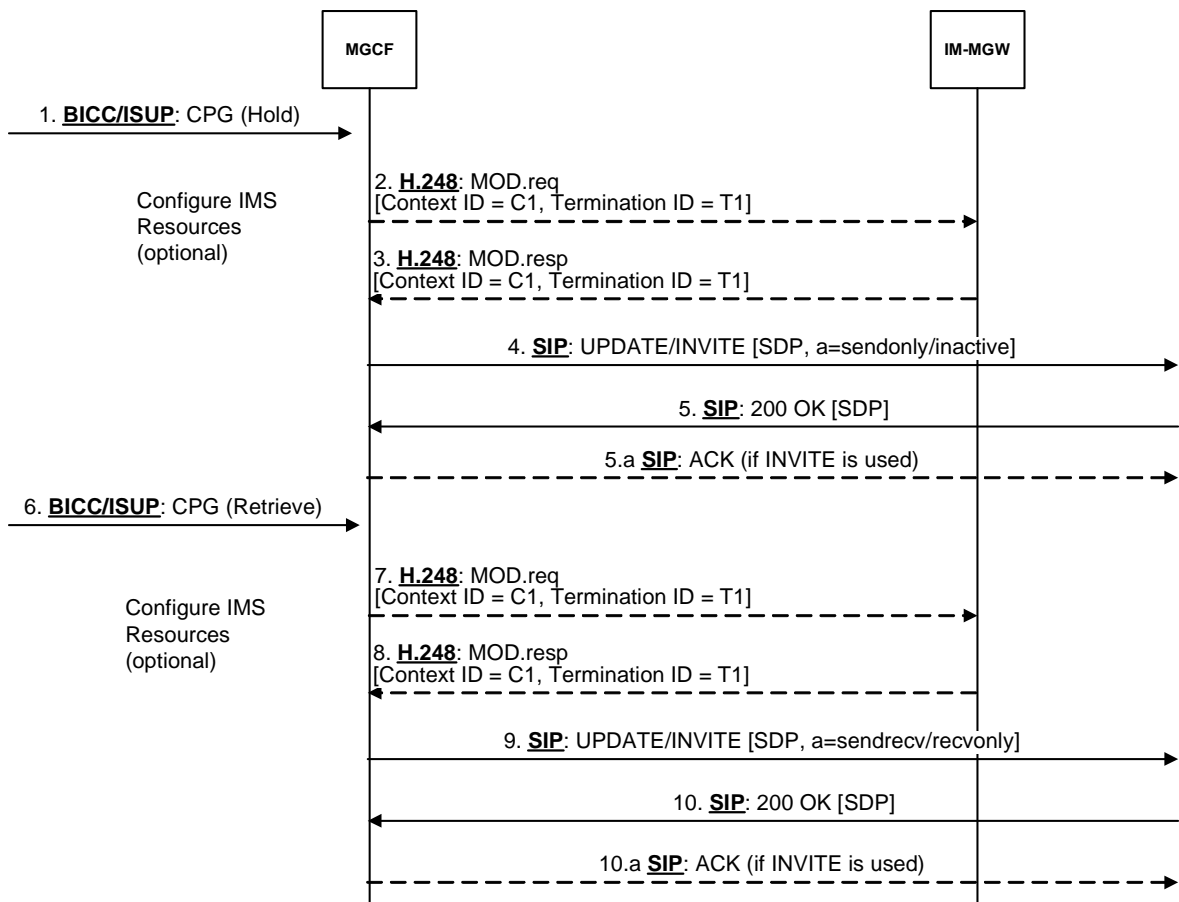 MGCF
IM-MGW
1. BICC/ISUP: CPG (Hold)
2. H.248: MOD.req
[Context ID = C1, Termination ID = T1]
Configure IMS
Resources
(optional)
3. H.248: MOD.resp
[Context ID = C1, Termination ID = T1]
4. SIP: UPDATE/INVITE [SDP, a=sendonly/inactive]
5. SIP: 200 OK [SDP]
5.a SIP: ACK (if INVITE is used)
6. BICC/ISUP: CPG (Retrieve)
7. H.248: MOD.req
[Context ID = C1, Termination ID = T1]
Configure IMS
Resources
(optional)
8. H.248: MOD.resp
[Context ID = C1, Termination ID = T1]
9. SIP: UPDATE/INVITE [SDP, a=sendrecv/recvonly]
10. SIP: 200 OK [SDP]
10.a SIP: ACK (if INVITE is used)